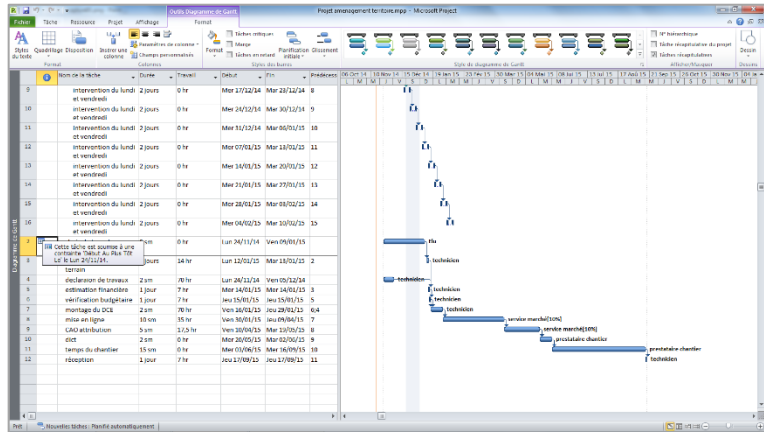 Outils Diagramme de Gantt
Projet amenagement territoire.mpp - Microsoft Project
Fichier Tâche Ressource Projet Affichage Format
Styles du texte
Quadrillage
Disposition
Insérer une colonne
Paramètres de colonne
Champs personnalisés
Format
Tâches critiques
Marge
Tâches en retard
Planification initiale
Glissement
N° hiérarchique
Tâche récapitulative du projet
Tâches récapitulatives
Dessin
Format Colonnes Styles des barres Style de diagramme de Gantt Afficher/Masquer Dessins
Nom de la tâche Durée Travail Début Fin Prédécess
9 intervention du lundi et vendredi 2 jours 0 hr Mer 17/12/14 Mar 23/12/14 8
10 intervention du lundi et vendredi 2 jours 0 hr Mer 24/12/14 Mar 30/12/14 9
11 intervention du lundi et vendredi 2 jours 0 hr Mer 31/12/14 Mar 06/01/15 10
12 intervention du lundi et vendredi 2 jours 0 hr Mer 07/01/15 Mar 13/01/15 11
13 intervention du lundi et vendredi 2 jours 0 hr Mer 14/01/15 Mar 20/01/15 12
14 intervention du lundi et vendredi 2 jours 0 hr Mer 21/01/15 Mar 27/01/15 13
15 intervention du lundi et vendredi 2 jours 0 hr Mer 28/01/15 Mar 03/02/15 14
16 intervention du lundi et vendredi 2 jours 0 hr Mer 04/02/15 Mar 10/02/15 15
0 hr Lun 24/11/14 Ven 09/01/15
Elu
Cette tâche est soumise à une
contrainte 'Début Au Plus Tôt
Le' le Lun 24/11/14.
3 terrain jours 14 hr Lun 12/01/15 Mar 13/01/15 2
technicien
4 declaraion de travaux 2 sm 70 hr Lun 24/11/14 Ven 05/12/14
technicien
5 estimation financière 1 jour 7 hr Mer 14/01/15 Mer 14/01/15 3
technicien
6 vérification budgétaire 1 jour 7 hr Jeu 15/01/15 Jeu 15/01/15 5
technicien
7 montage du DCE 2 sm 70 hr Ven 16/01/15 Jeu 29/01/15 6;4
technicien
8 mise en ligne 10 sm 35 hr Ven 30/01/15 Jeu 09/04/15 7
service marché[10%]
9 CAO attribution 5 sm 17,5 hr Ven 10/04/15 Mar 19/05/15 8
service marché[10%]
10 dict 2 sm 0 hr Mer 20/05/15 Mar 02/06/15 9
prestataire chantier
11 temps du chantier 15 sm 0 hr Mer 03/06/15 Mer 16/09/15 10
prestataire chantier
12 réception 1 jour 7 hr Jeu 17/09/15 Jeu 17/09/15 11
technicien
Diagramme de Gantt
Prêt Nouvelles tâches : Planifié automatiquement